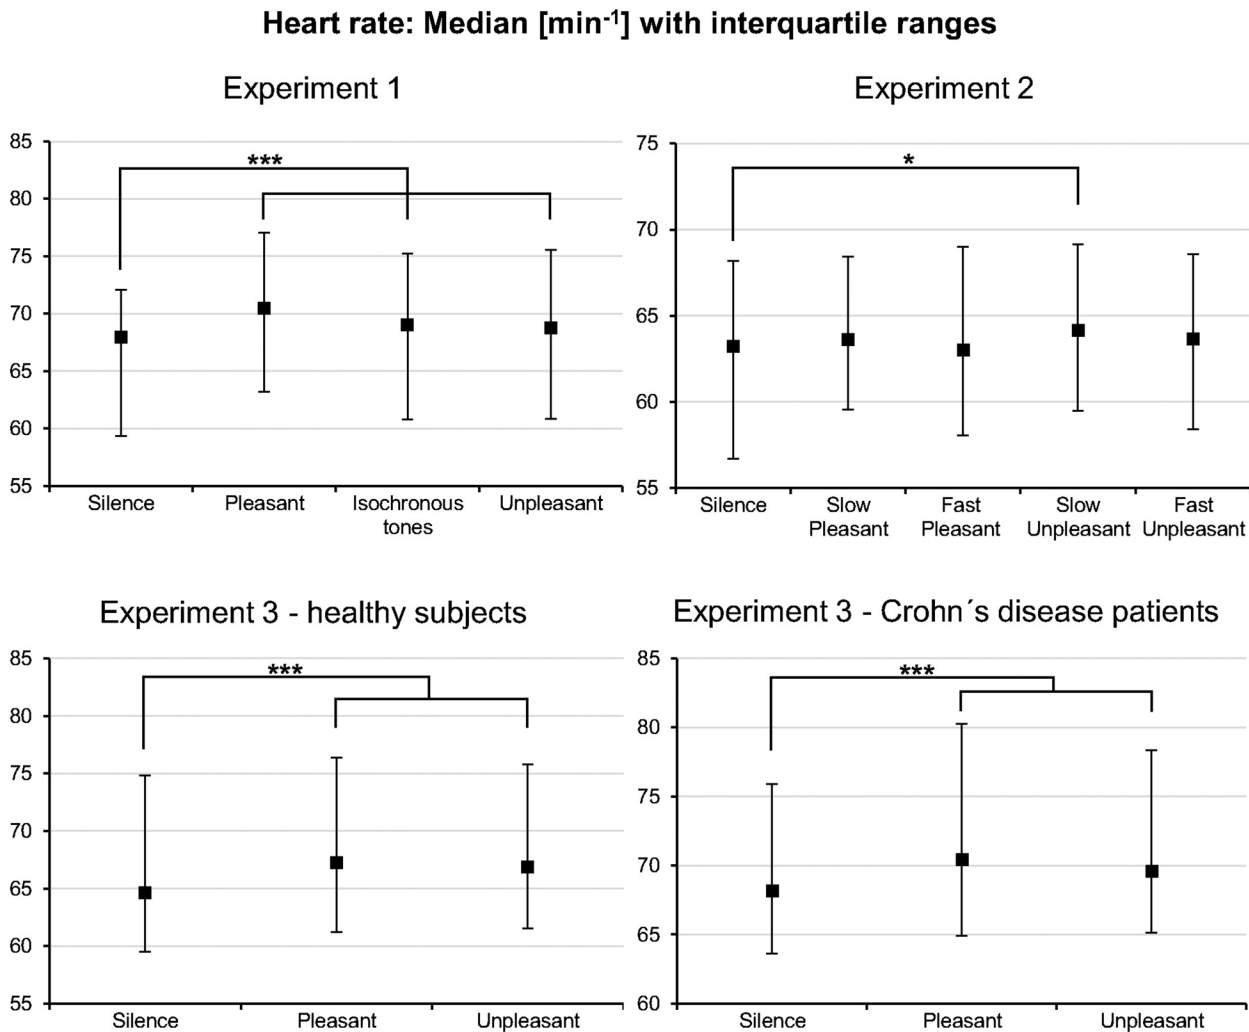 Heart rate: Median [min⁻¹] with interquartile ranges
Experiment 1
85
80
75
70
65
60
55
***
Silence
Pleasant
Isochronous
tones
Unpleasant
Experiment 2
75
70
65
60
55
*
Silence
Slow
Pleasant
Fast
Pleasant
Slow
Unpleasant
Fast
Unpleasant
Experiment 3 - healthy subjects
85
80
75
70
65
60
55
***
Silence
Pleasant
Unpleasant
Experiment 3 - Crohn´s disease patients
85
80
75
70
65
60
***
Silence
Pleasant
Unpleasant